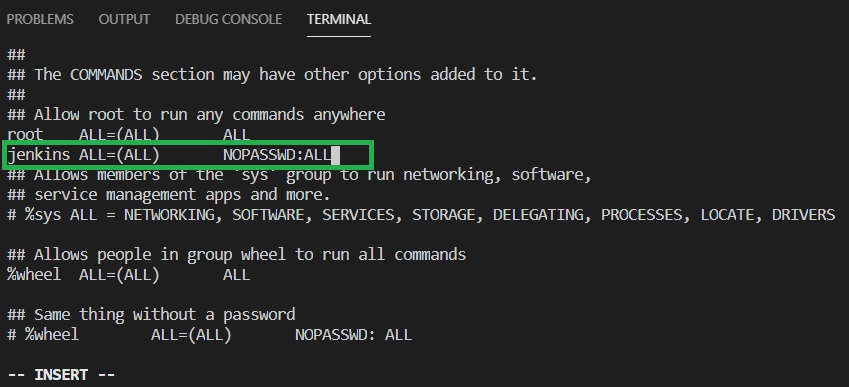 PROBLEMS OUTPUT DEBUG CONSOLE TERMINAL
##
## The COMMANDS section may have other options added to it.
##
## Allow root to run any commands anywhere
root ALL=(ALL) ALL
jenkins ALL=(ALL) NOPASSWD:ALL
## Allows members of the 'sys' group to run networking, software,
## service management apps and more.
# %sys ALL = NETWORKING, SOFTWARE, SERVICES, STORAGE, DELEGATING, PROCESSES, LOCATE, DRIVERS
## Allows people in group wheel to run all commands
%wheel ALL=(ALL) ALL
## Same thing without a password
# %wheel ALL=(ALL) NOPASSWD: ALL
-- INSERT --